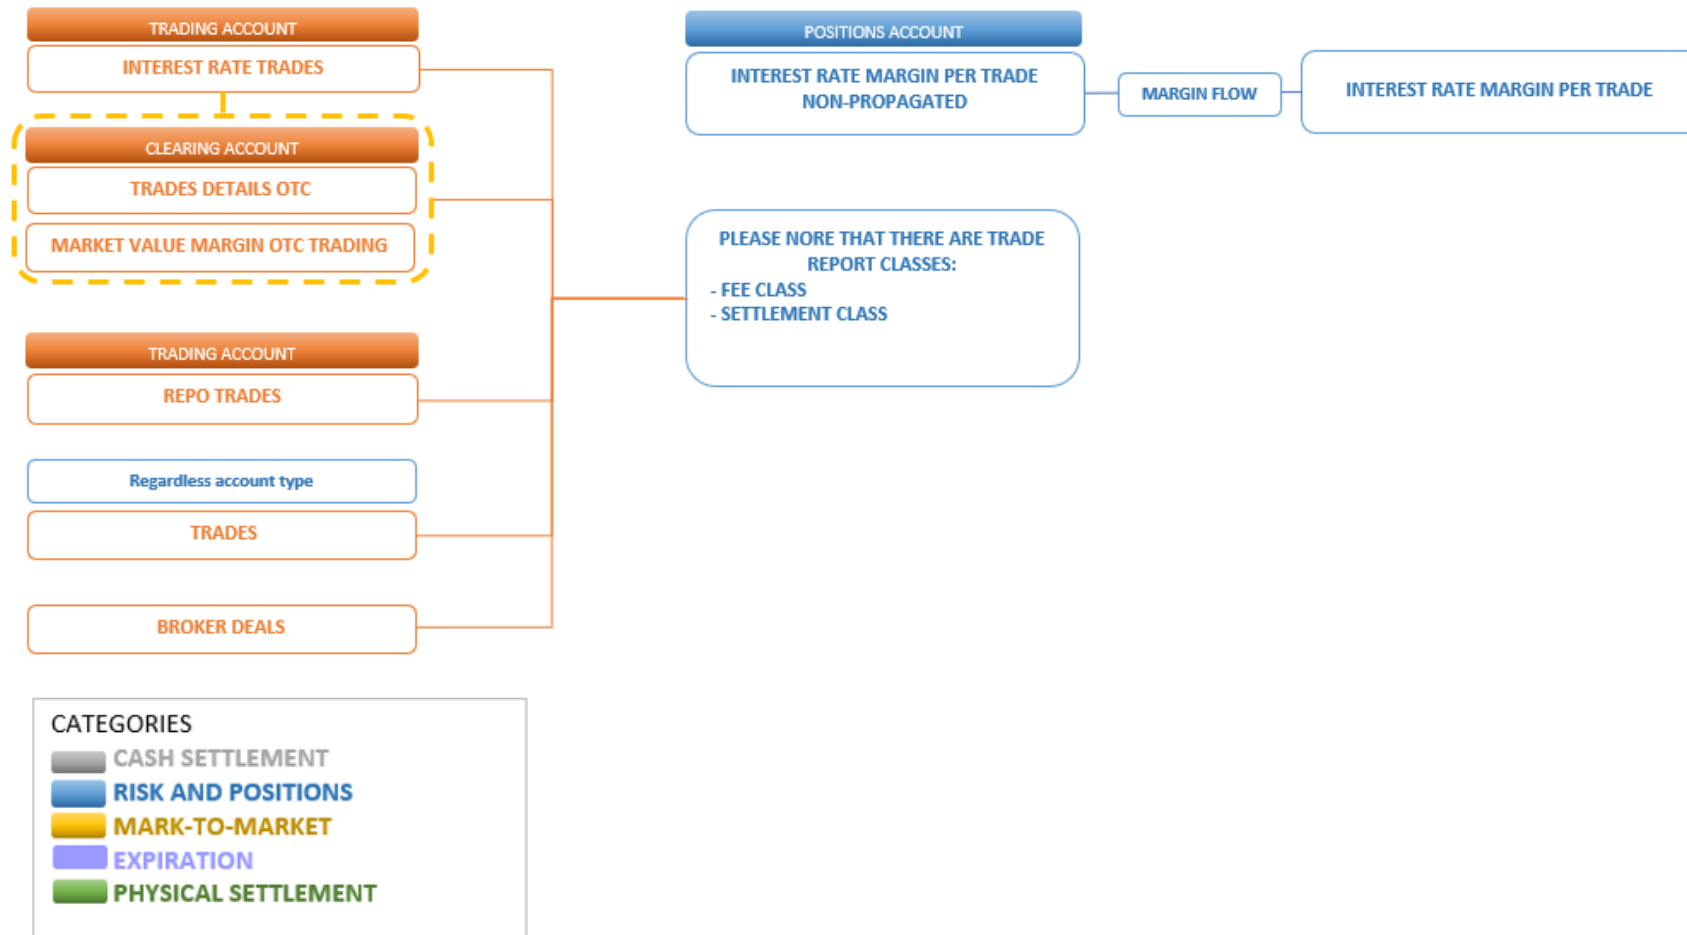 TRADING ACCOUNT
INTEREST RATE TRADES
CLEARING ACCOUNT
TRADES DETAILS OTC
MARKET VALUE MARGIN OTC TRADING
TRADING ACCOUNT
REPO TRADES
Regardless account type
TRADES
BROKER DEALS
POSITIONS ACCOUNT
INTEREST RATE MARGIN PER TRADE
NON-PROPAGATED
MARGIN FLOW
INTEREST RATE MARGIN PER TRADE
PLEASE NORE THAT THERE ARE TRADE
REPORT CLASSES:
- FEE CLASS
- SETTLEMENT CLASS
CATEGORIES
CASH SETTLEMENT
RISK AND POSITIONS
MARK-TO-MARKET
EXPIRATION
PHYSICAL SETTLEMENT